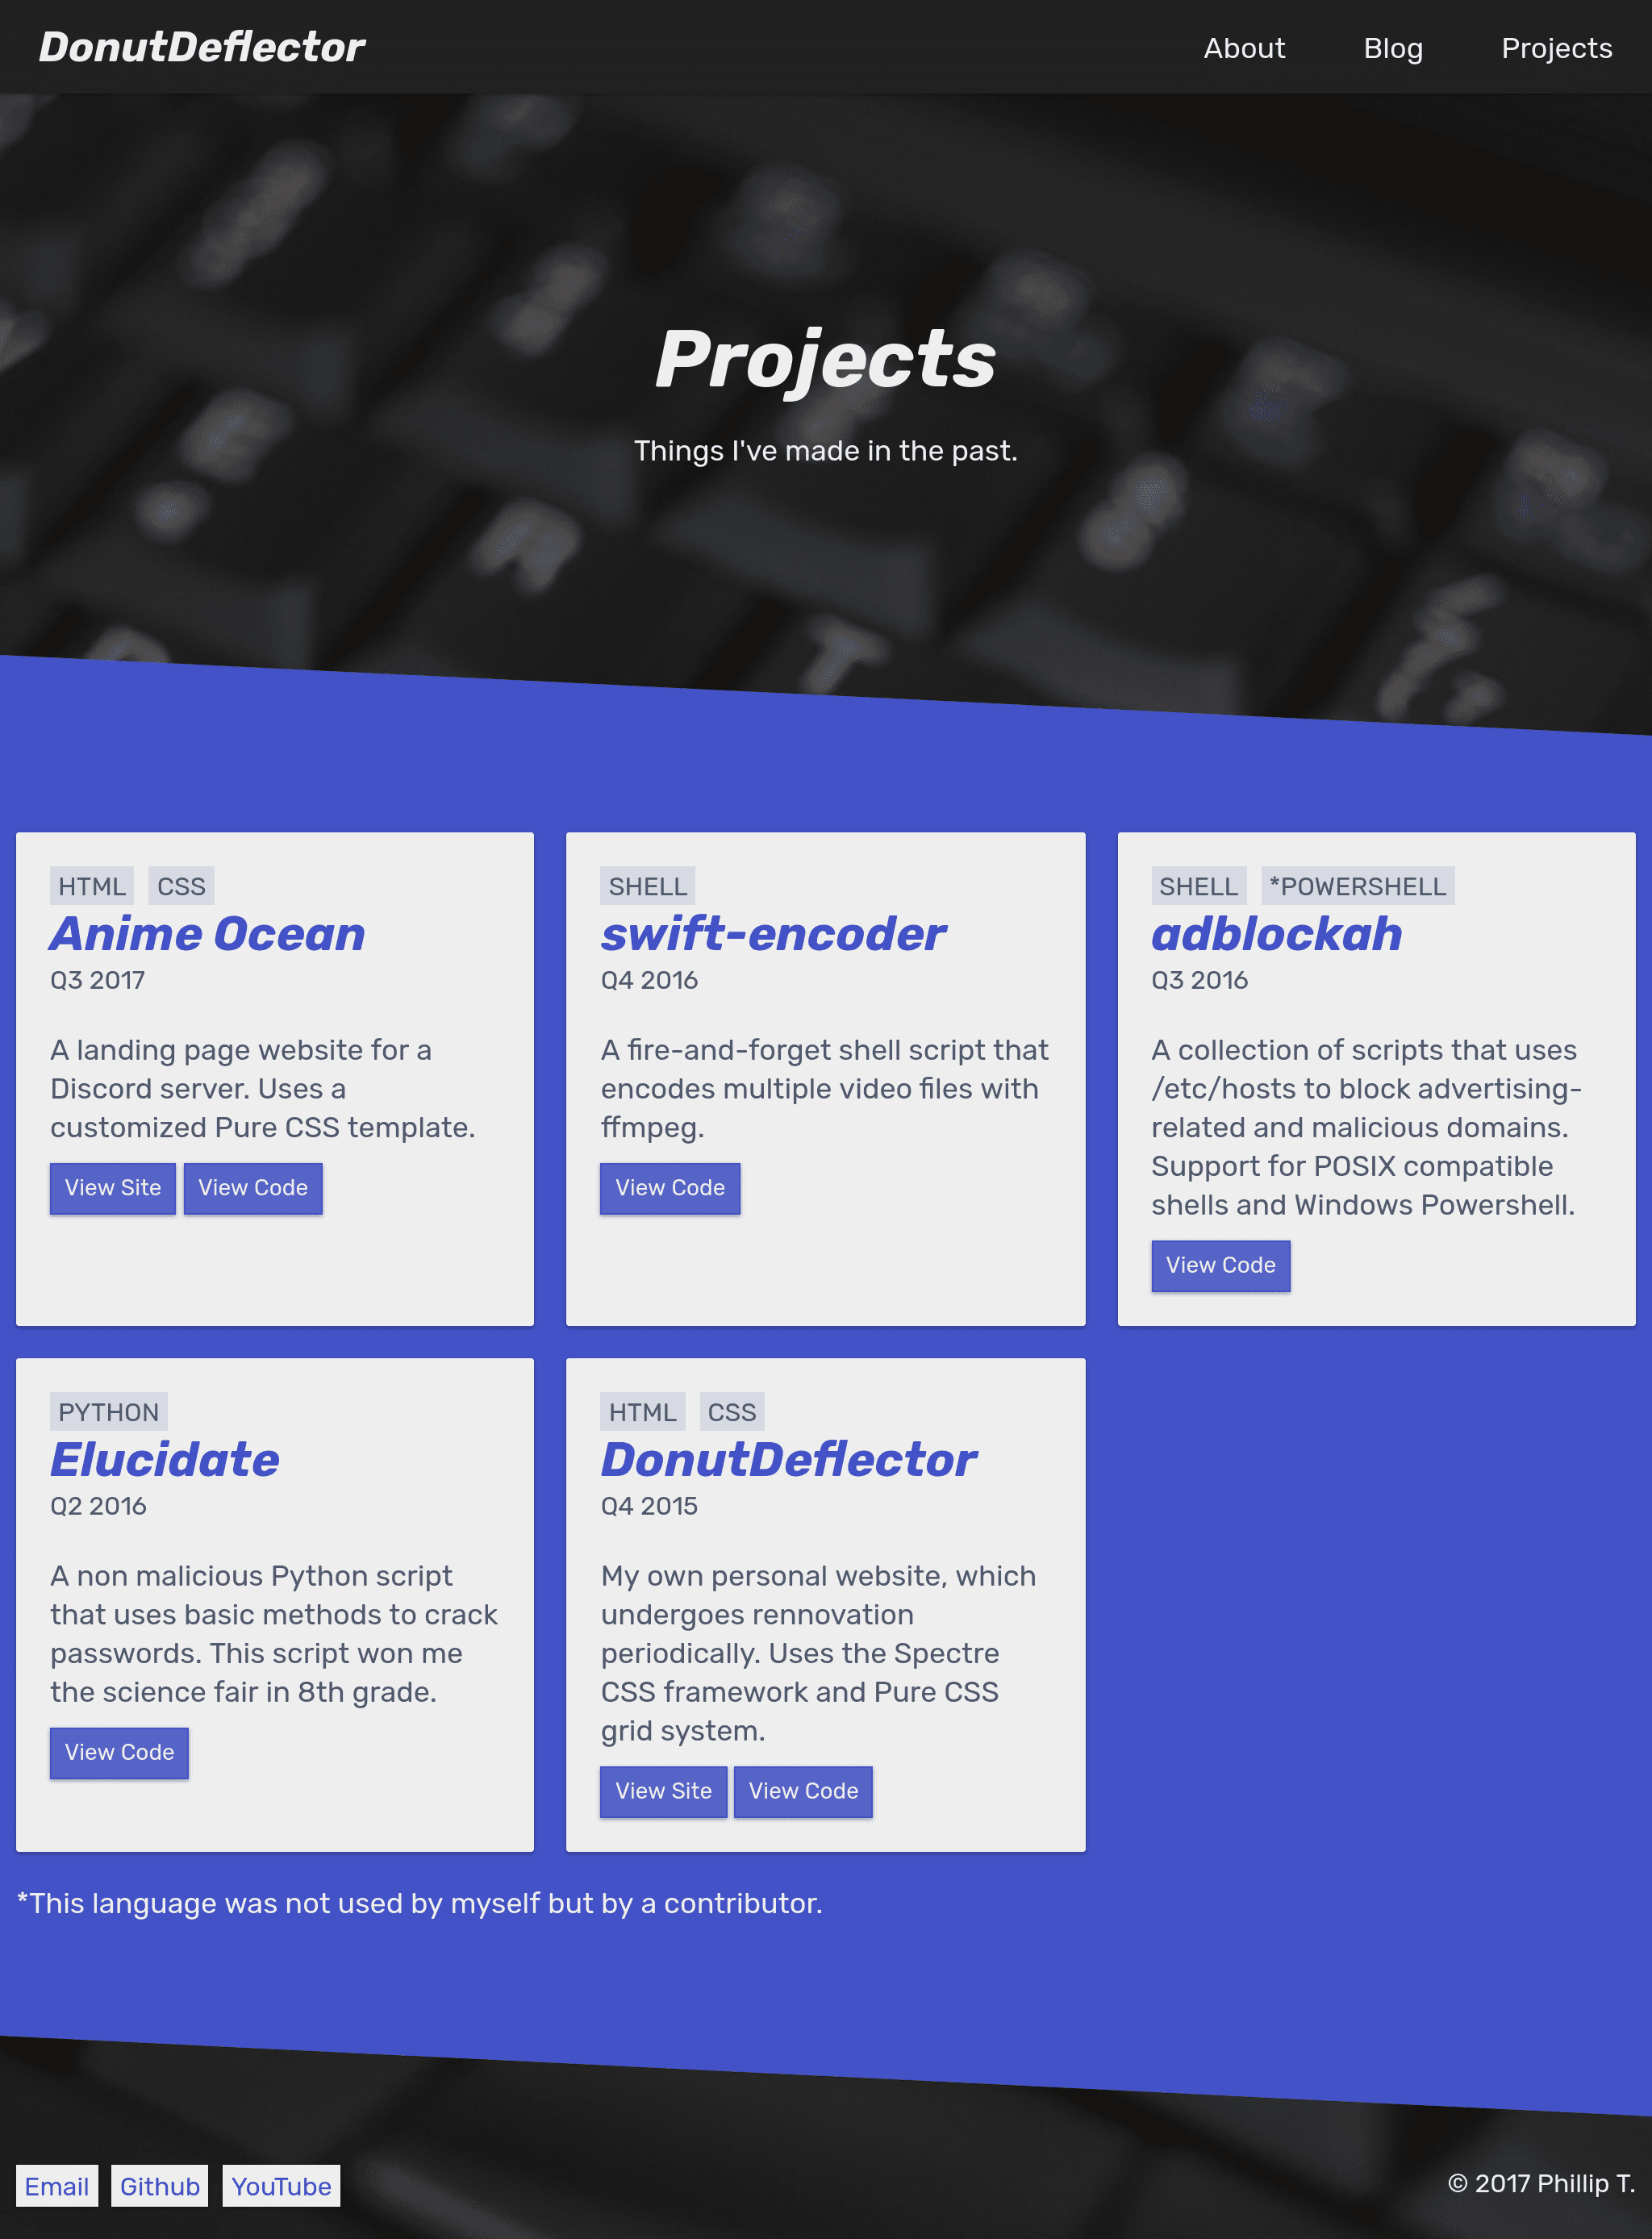 DonutDeflector
About Blog Projects
Projects
Things I've made in the past.
HTML CSS
Anime Ocean
Q3 2017
A landing page website for a
Discord server. Uses a
customized Pure CSS template.
View Site View Code
SHELL
swift-encoder
Q4 2016
A fire-and-forget shell script that
encodes multiple video files with
ffmpeg.
View Code
SHELL *POWERSHELL
adblockah
Q3 2016
A collection of scripts that uses
/etc/hosts to block advertising-
related and malicious domains.
Support for POSIX compatible
shells and Windows Powershell.
View Code
PYTHON
Elucidate
Q2 2016
A non malicious Python script
that uses basic methods to crack
passwords. This script won me
the science fair in 8th grade.
View Code
HTML CSS
DonutDeflector
Q4 2015
My own personal website, which
undergoes rennovation
periodically. Uses the Spectre
CSS framework and Pure CSS
grid system.
View Site View Code
*This language was not used by myself but by a contributor.
Email Github YouTube
© 2017 Phillip T.